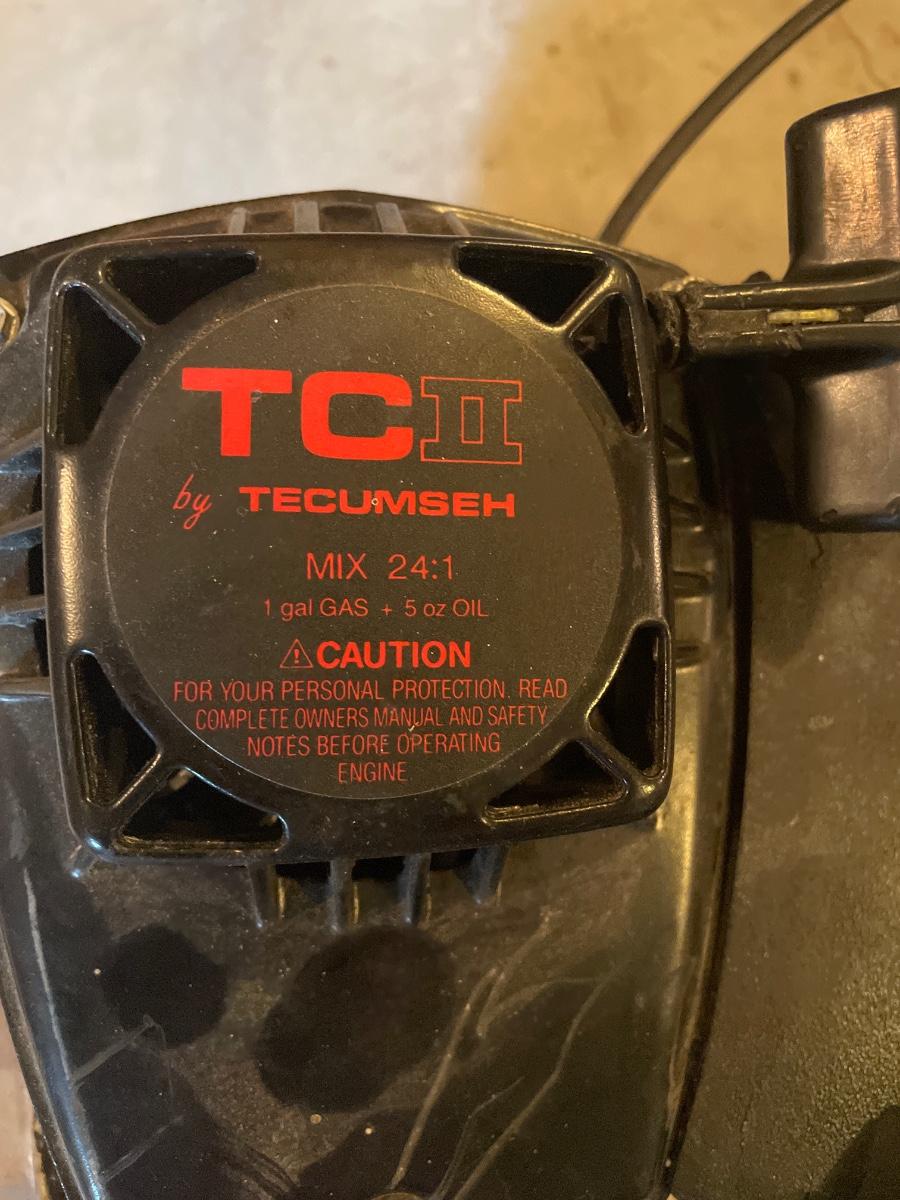 TCII
by TECUMSEH
MIX 24:1
1 gal GAS + 5 oz OIL
⚠ CAUTION
FOR YOUR PERSONAL PROTECTION. READ
COMPLETE OWNERS MANUAL AND SAFETY
NOTES BEFORE OPERATING
ENGINE